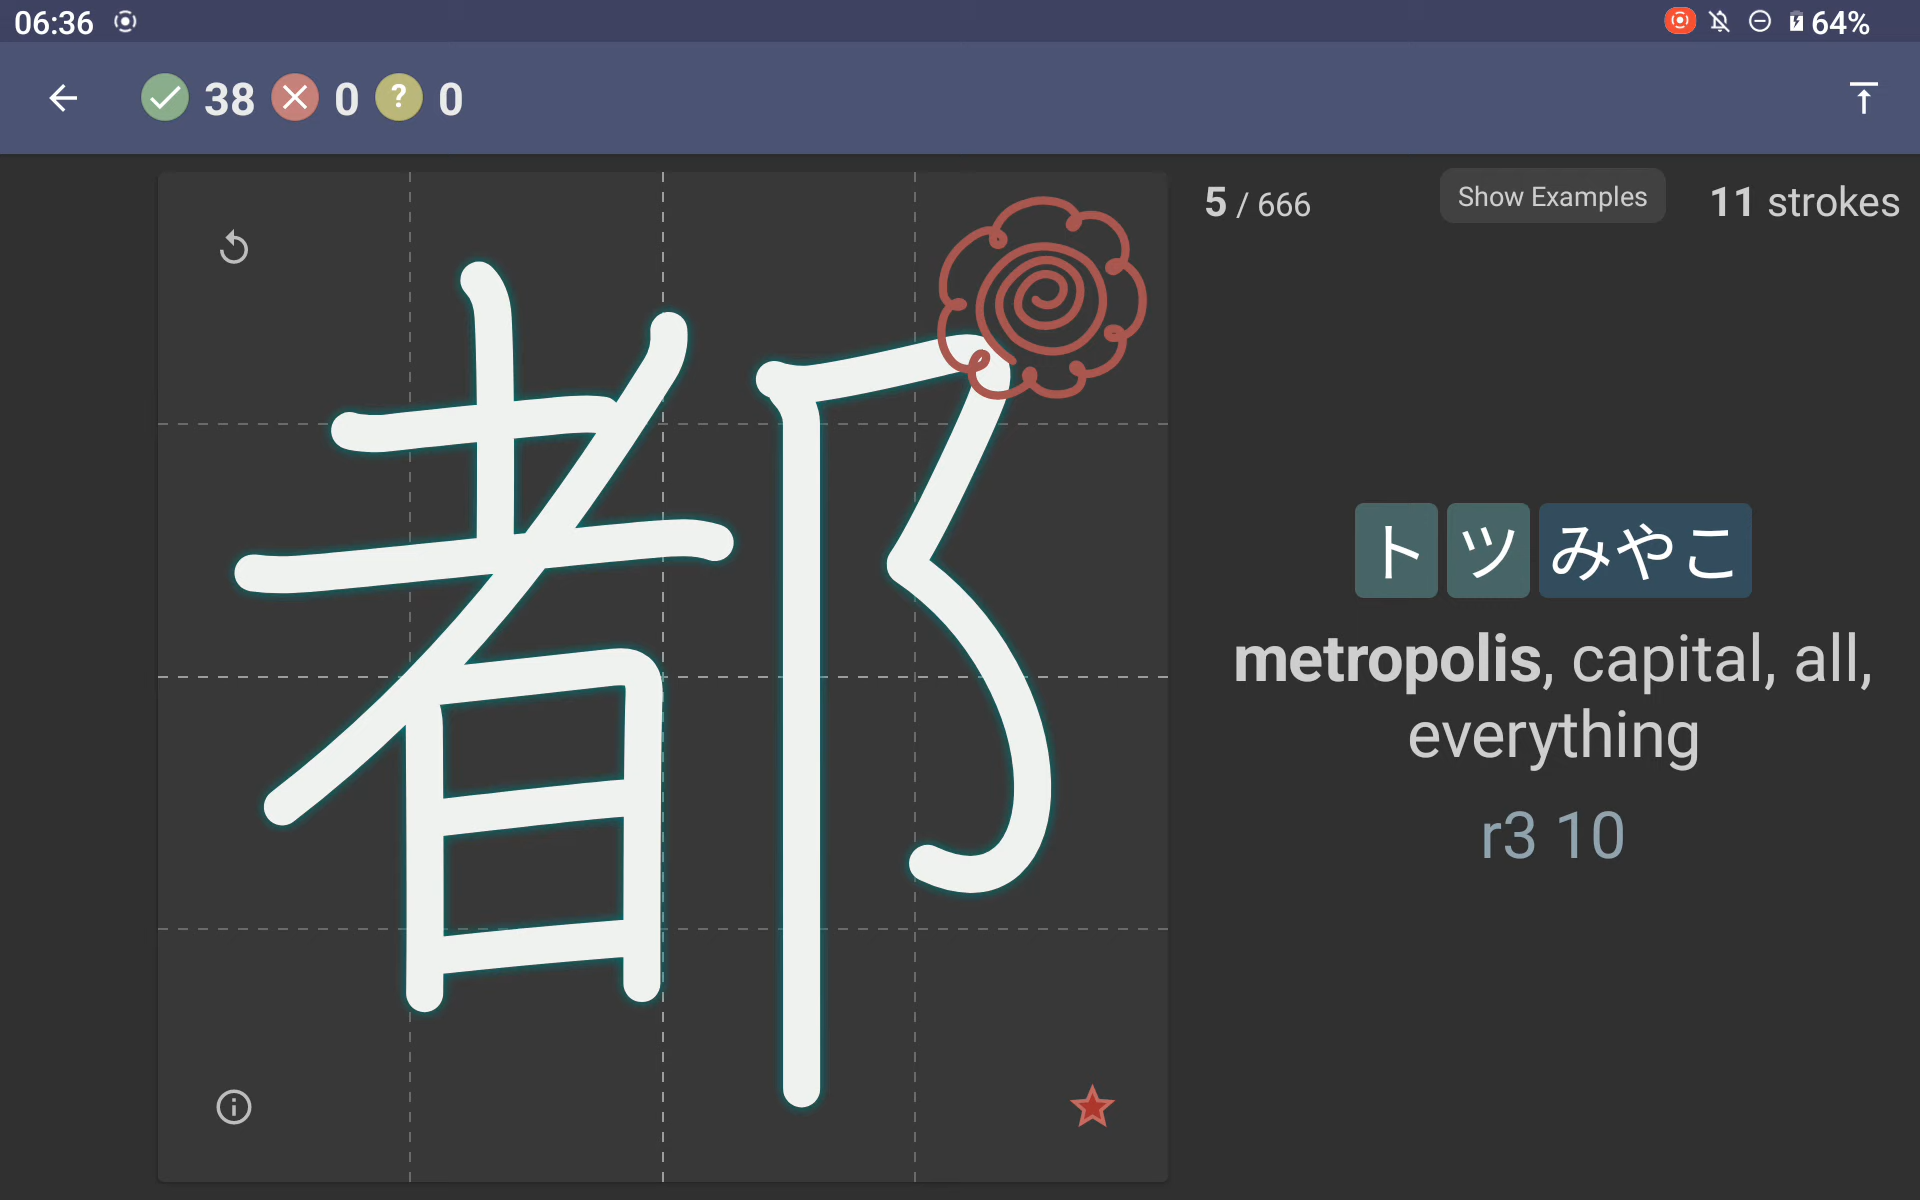 06:36 64%
38 0 ? 0
5 / 666 Show Examples 11 strokes
都
ト ツ みやこ
metropolis, capital, all,
everything
r3 10